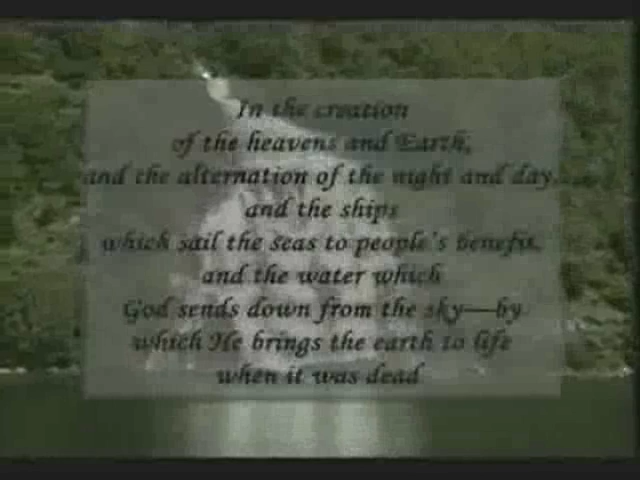 In the creation
of the heavens and Earth,
and the alternation of the night and day,
and the ships
which sail the seas to people's benefit,
and the water which
God sends down from the sky—by
which He brings the earth to life
when it was dead